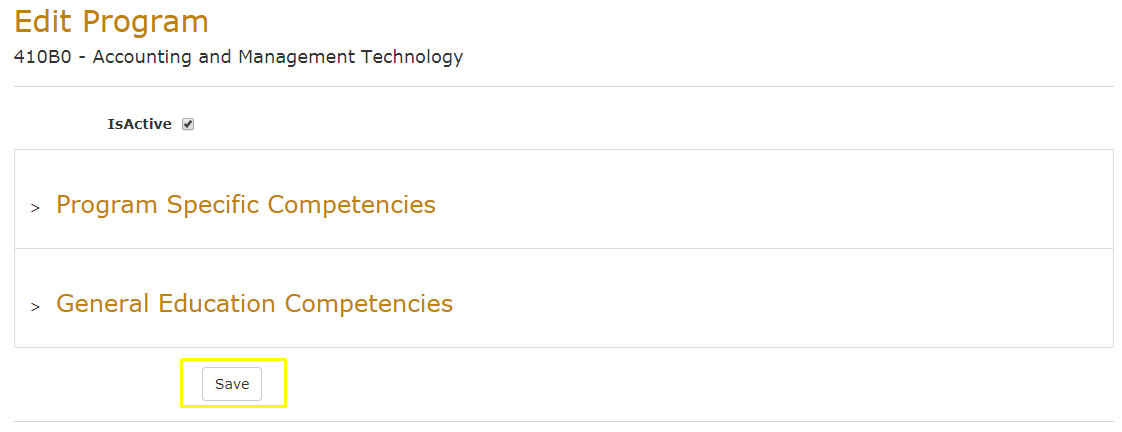 Edit Program
410B0 - Accounting and Management Technology
IsActive
> Program Specific Competencies
> General Education Competencies
Save